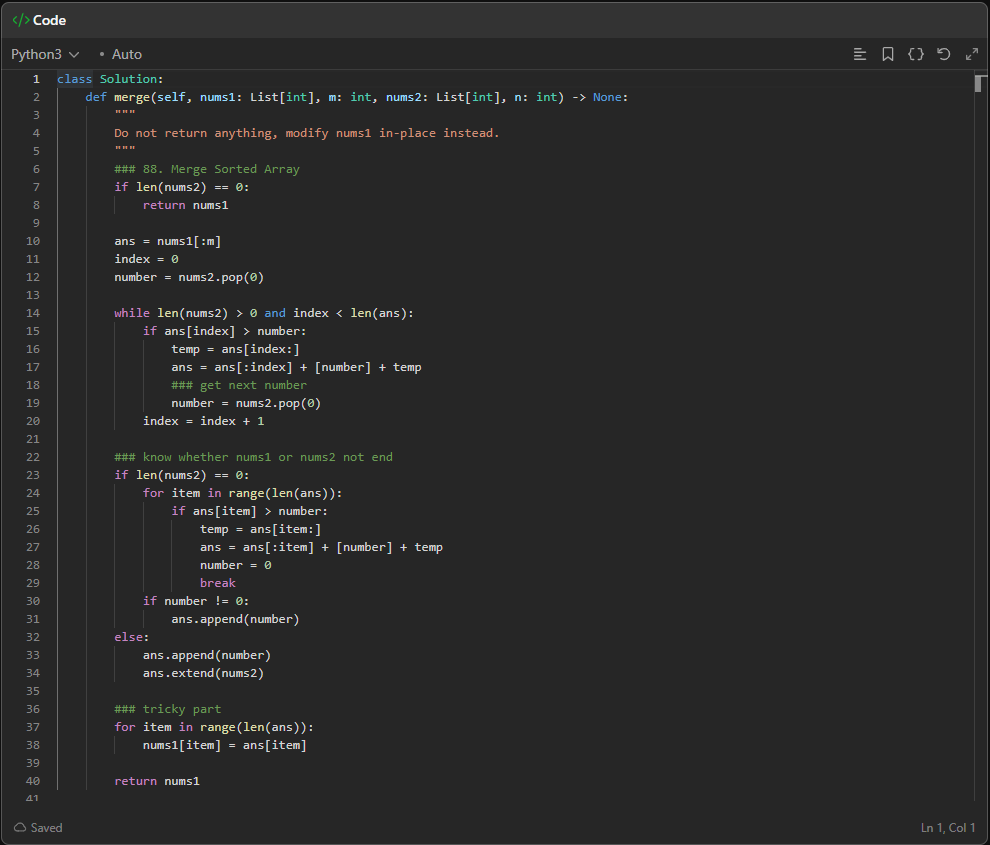 </> Code
Python3 • Auto
1 class Solution:
2     def merge(self, nums1: List[int], m: int, nums2: List[int], n: int) -> None:
3         """
4         Do not return anything, modify nums1 in-place instead.
5         """
6         ### 88. Merge Sorted Array
7         if len(nums2) == 0:
8             return nums1
9
10         ans = nums1[:m]
11         index = 0
12         number = nums2.pop(0)
13
14         while len(nums2) > 0 and index < len(ans):
15             if ans[index] > number:
16                 temp = ans[index:]
17                 ans = ans[:index] + [number] + temp
18                 ### get next number
19                 number = nums2.pop(0)
20             index = index + 1
21
22         ### know whether nums1 or nums2 not end
23         if len(nums2) == 0:
24             for item in range(len(ans)):
25                 if ans[item] > number:
26                     temp = ans[item:]
27                     ans = ans[:item] + [number] + temp
28                     number = 0
29                     break
30             if number != 0:
31                 ans.append(number)
32         else:
33             ans.append(number)
34             ans.extend(nums2)
35
36         ### tricky part
37         for item in range(len(ans)):
38             nums1[item] = ans[item]
39
40         return nums1
41
Saved Ln 1, Col 1